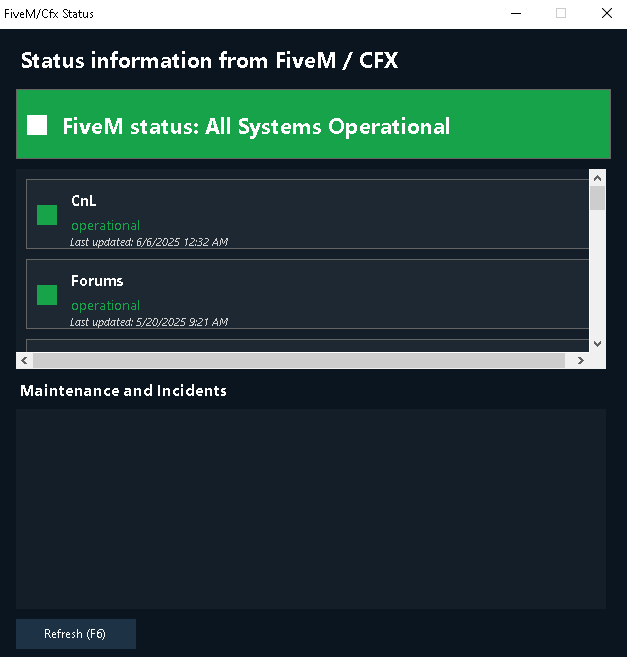 FiveM/Cfx Status
Status information from FiveM / CFX
FiveM status: All Systems Operational
CnL
operational
Last updated: 6/6/2025 12:32 AM
Forums
operational
Last updated: 5/20/2025 9:21 AM
Maintenance and Incidents
Refresh (F6)